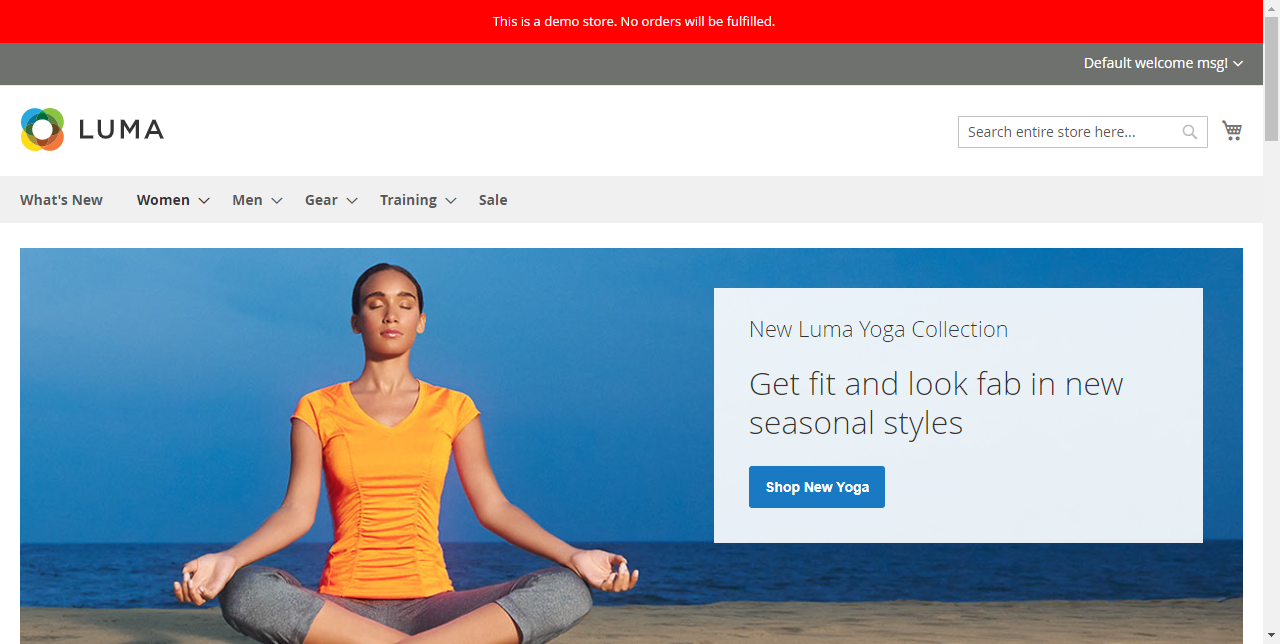 This is a demo store. No orders will be fulfilled.
Default welcome msg!
LUMA
Search entire store here...
What's New Women Men Gear Training Sale
New Luma Yoga Collection
Get fit and look fab in new
seasonal styles
Shop New Yoga